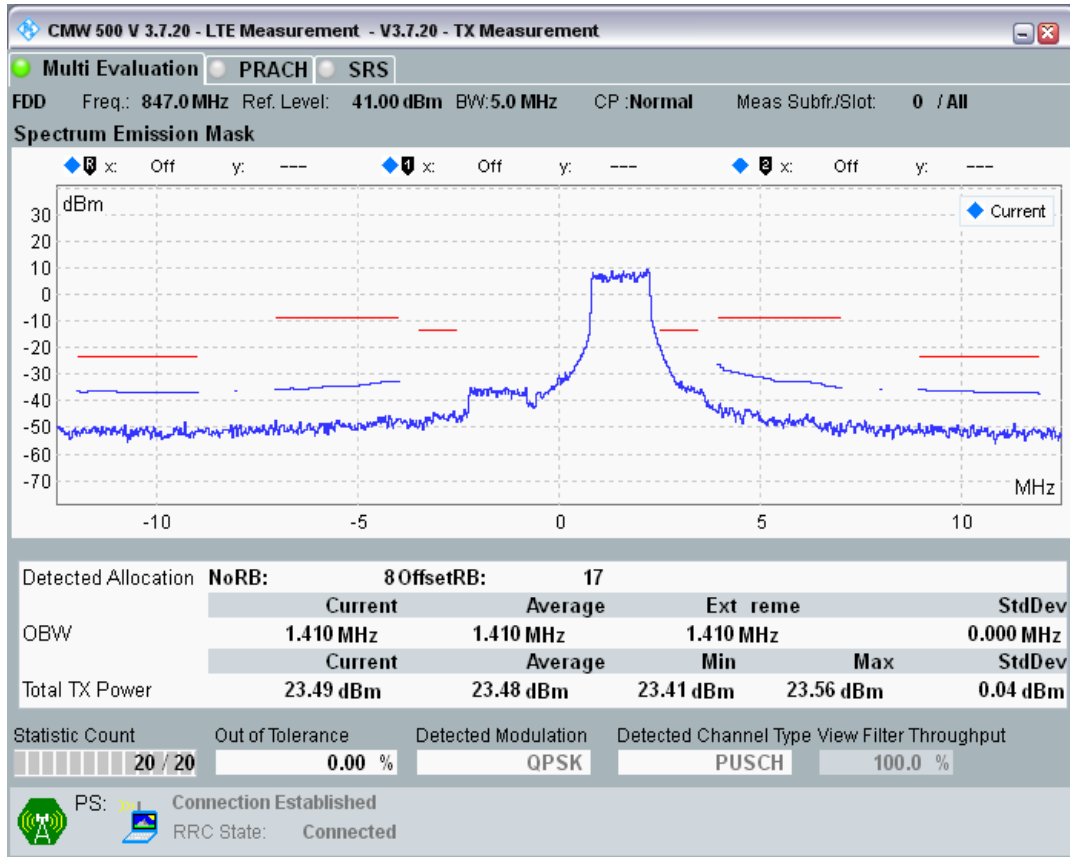 CMW 500 V 3.7.20 - LTE Measurement - V3.7.20 - TX Measurement
Multi Evaluation PRACH SRS
FDD Freq.: 847.0 MHz Ref. Level: 41.00 dBm BW: 5.0 MHz CP : Normal Meas Subfr./Slot: 0 / All
Spectrum Emission Mask
R x: Off y: --- 1 x: Off y: --- 2 x: Off y: ---
dBm
Current
30
20
10
0
-10
-20
-30
-40
-50
-60
-70
MHz
-10 -5 0 5 10
Detected Allocation NoRB: 8 OffsetRB: 17
Current Average Ext reme StdDev
OBW 1.410 MHz 1.410 MHz 1.410 MHz 0.000 MHz
Current Average Min Max StdDev
Total TX Power 23.49 dBm 23.48 dBm 23.41 dBm 23.56 dBm 0.04 dBm
Statistic Count Out of Tolerance Detected Modulation Detected Channel Type View Filter Throughput
20 / 20 0.00 % QPSK PUSCH 100.0 %
PS: Connection Established
RRC State: Connected